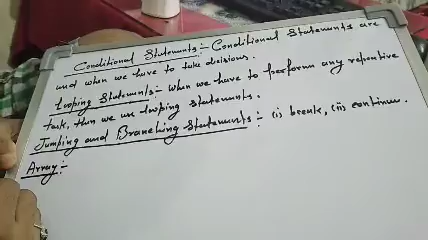 Conditional Statements:- Conditional Statements are
used when we have to take decisions.
Looping Statements:- When we have to perform any repeative
task, then we use looping statements.
Jumping and Branching Statements:- (i) break, (ii) continue.
Array:-